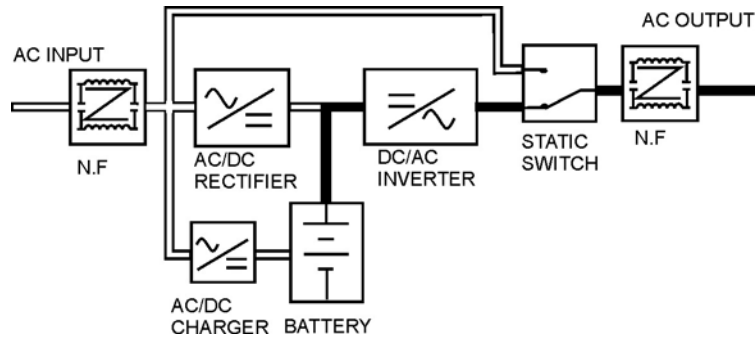 AC INPUT
AC OUTPUT
N.F
AC/DC
RECTIFIER
DC/AC
INVERTER
STATIC
SWITCH
N.F
AC/DC
CHARGER
BATTERY